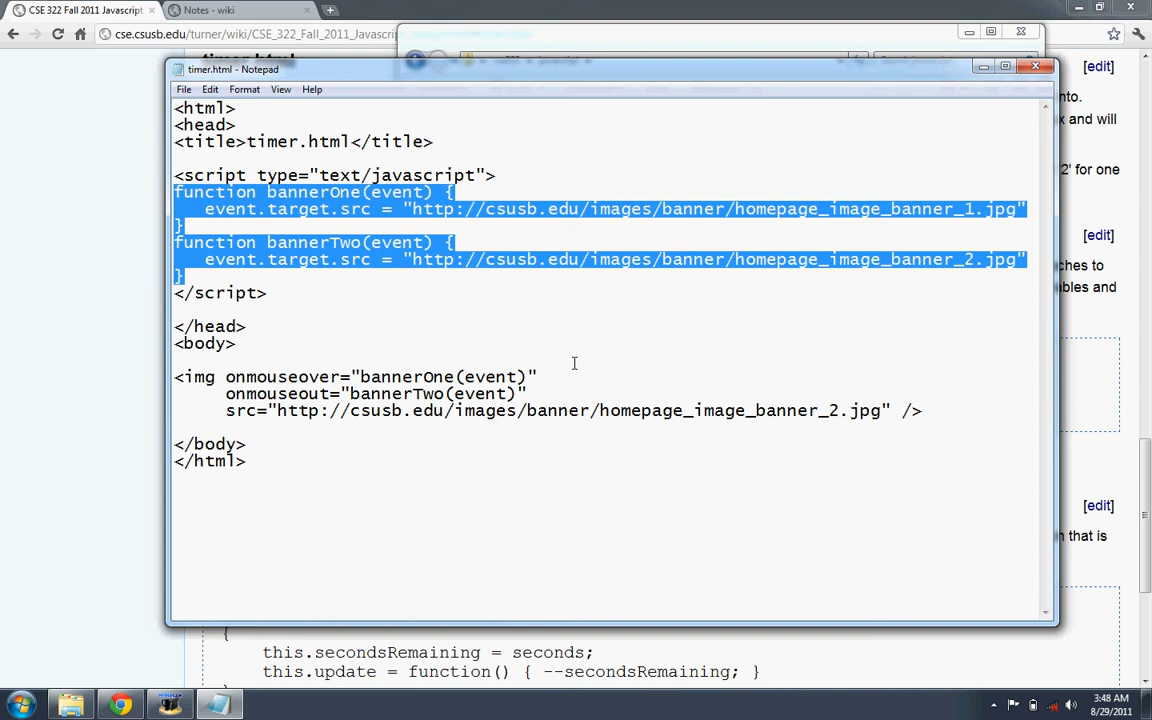 CSE 322 Fall 2011 Javascript
Notes - wiki
cse.csusb.edu/turner/wiki/CSE_322_Fall_2011_Javascri
timer.html
timer.html - Notepad
[edit]
File Edit Format View Help
nto.
x and will
'2' for one
[edit]
ches to
bles and
[edit]
n that is
<html>
<head>
<title>timer.html</title>
<script type="text/javascript">
function bannerOne(event) {
event.target.src = "http://csusb.edu/images/banner/homepage_image_banner_1.jpg"
}
function bannerTwo(event) {
event.target.src = "http://csusb.edu/images/banner/homepage_image_banner_2.jpg"
}
</script>
</head>
<body>
<img onmouseover="bannerOne(event)"
onmouseout="bannerTwo(event)"
src="http://csusb.edu/images/banner/homepage_image_banner_2.jpg" />
</body>
</html>
{
this.secondsRemaining = seconds;
this.update = function() { --secondsRemaining; }
3:48 AM
8/29/2011